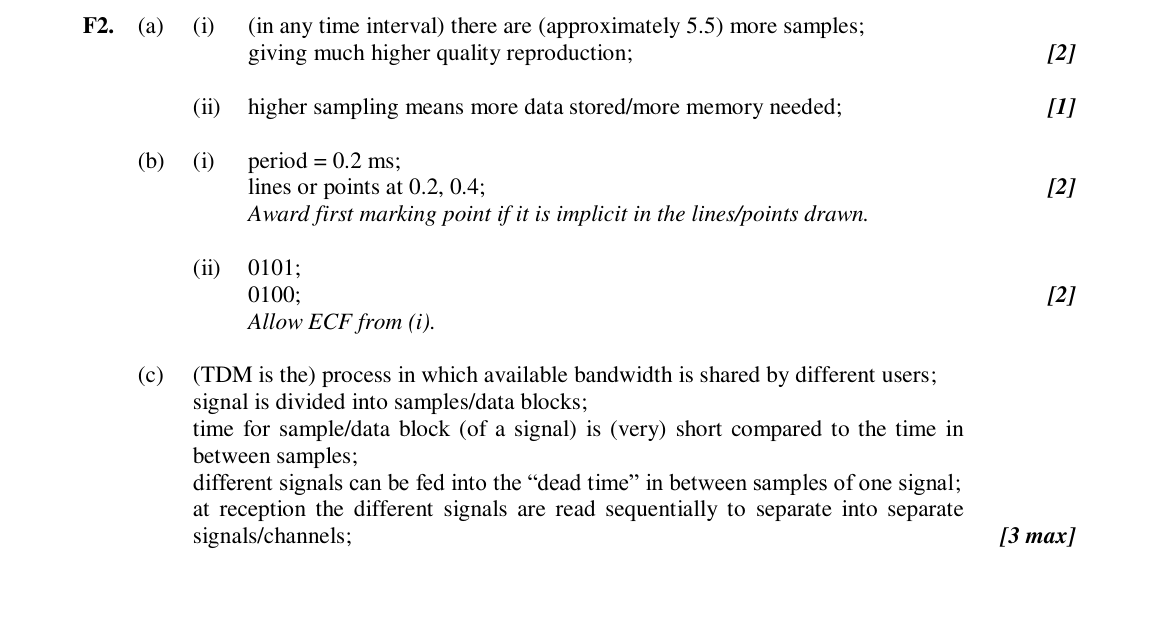 F2. (a) (i) (in any time interval) there are (approximately 5.5) more samples;
giving much higher quality reproduction; [2]
(ii) higher sampling means more data stored/more memory needed; [1]
(b) (i) period = 0.2 ms;
lines or points at 0.2, 0.4; [2]
Award first marking point if it is implicit in the lines/points drawn.
(ii) 0101;
0100; [2]
Allow ECF from (i).
(c) (TDM is the) process in which available bandwidth is shared by different users;
signal is divided into samples/data blocks;
time for sample/data block (of a signal) is (very) short compared to the time in
between samples;
different signals can be fed into the “dead time” in between samples of one signal;
at reception the different signals are read sequentially to separate into separate
signals/channels; [3 max]